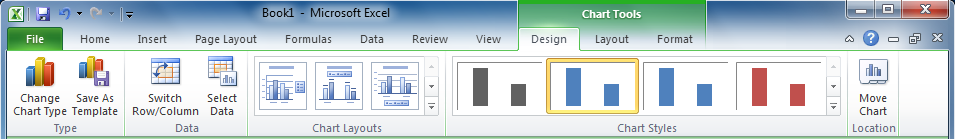 Book1 - Microsoft Excel
Chart Tools
File Home Insert Page Layout Formulas Data Review View Design Layout Format
Change
Chart Type
Save As
Template
Switch
Row/Column
Select
Data
Move
Chart
Type Data Chart Layouts Chart Styles Location